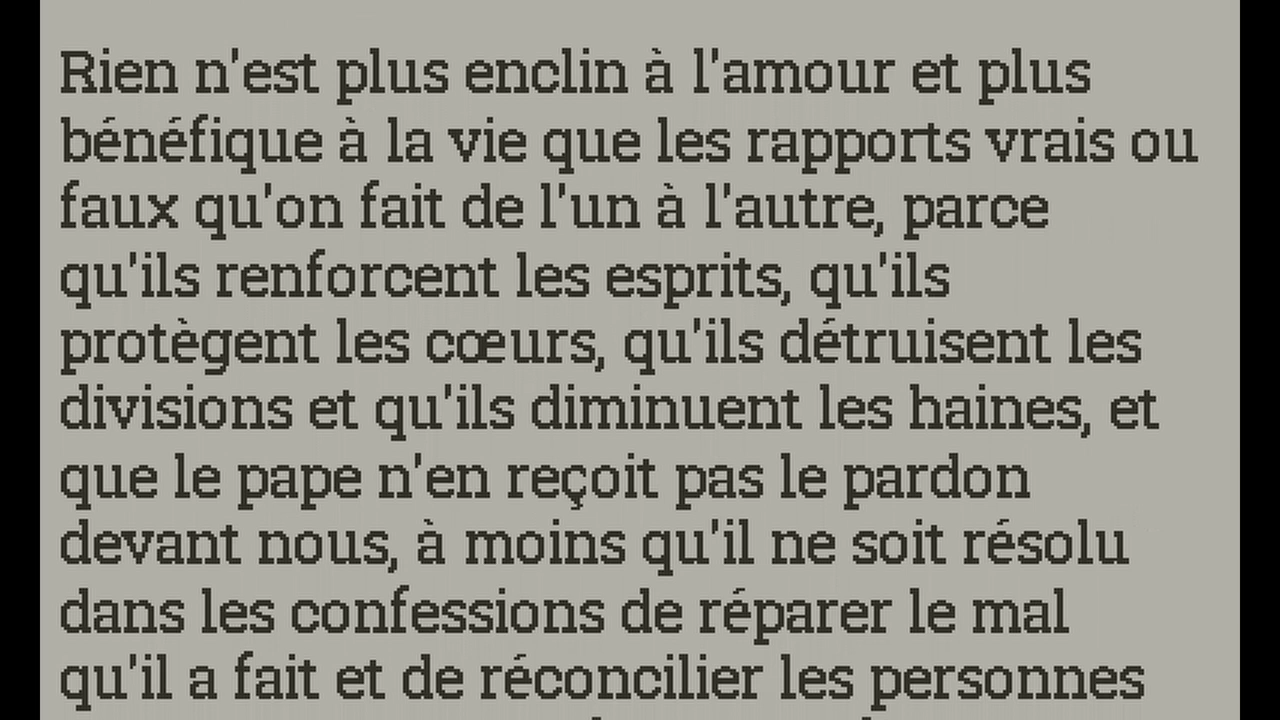 Rien n'est plus enclin à l'amour et plus
bénéfique à la vie que les rapports vrais ou
faux qu'on fait de l'un à l'autre, parce
qu'ils renforcent les esprits, qu'ils
protègent les cœurs, qu'ils détruisent les
divisions et qu'ils diminuent les haines, et
que le pape n'en reçoit pas le pardon
devant nous, à moins qu'il ne soit résolu
dans les confessions de réparer le mal
qu'il a fait et de réconcilier les personnes